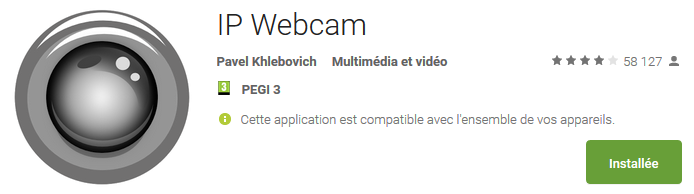 IP Webcam
Pavel Khlebovich Multimédia et vidéo 58 127
3 PEGI 3
Cette application est compatible avec l'ensemble de vos appareils.
Installée